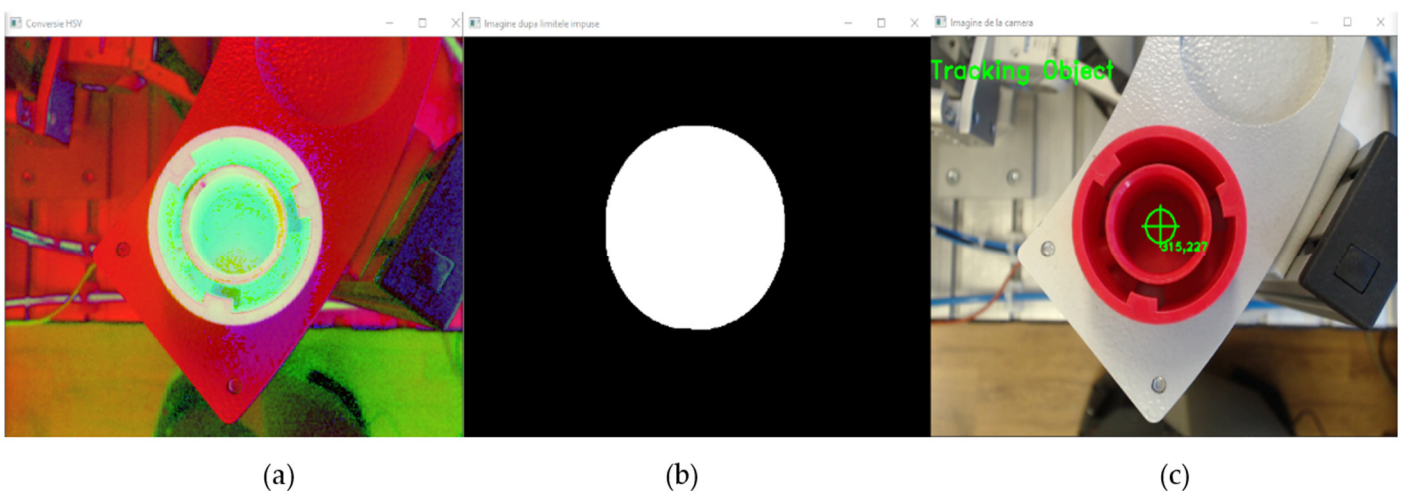 Conversie HSV
Imagine dupa limitele impuse
Imagine de la camera
Tracking Object
315,227
(a)
(b)
(c)